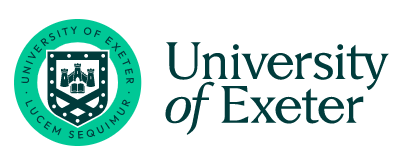 UNIVERSITY OF EXETER
LUCEM SEQUIMUR
University
of Exeter